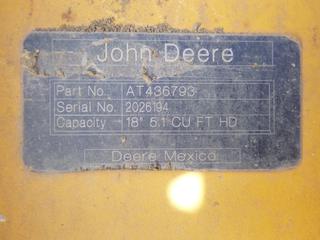 John Deere
Part No. AT436793
Serial No. 2026194
Capacity 18" 5.1 CU FT HD
Deere Mexico